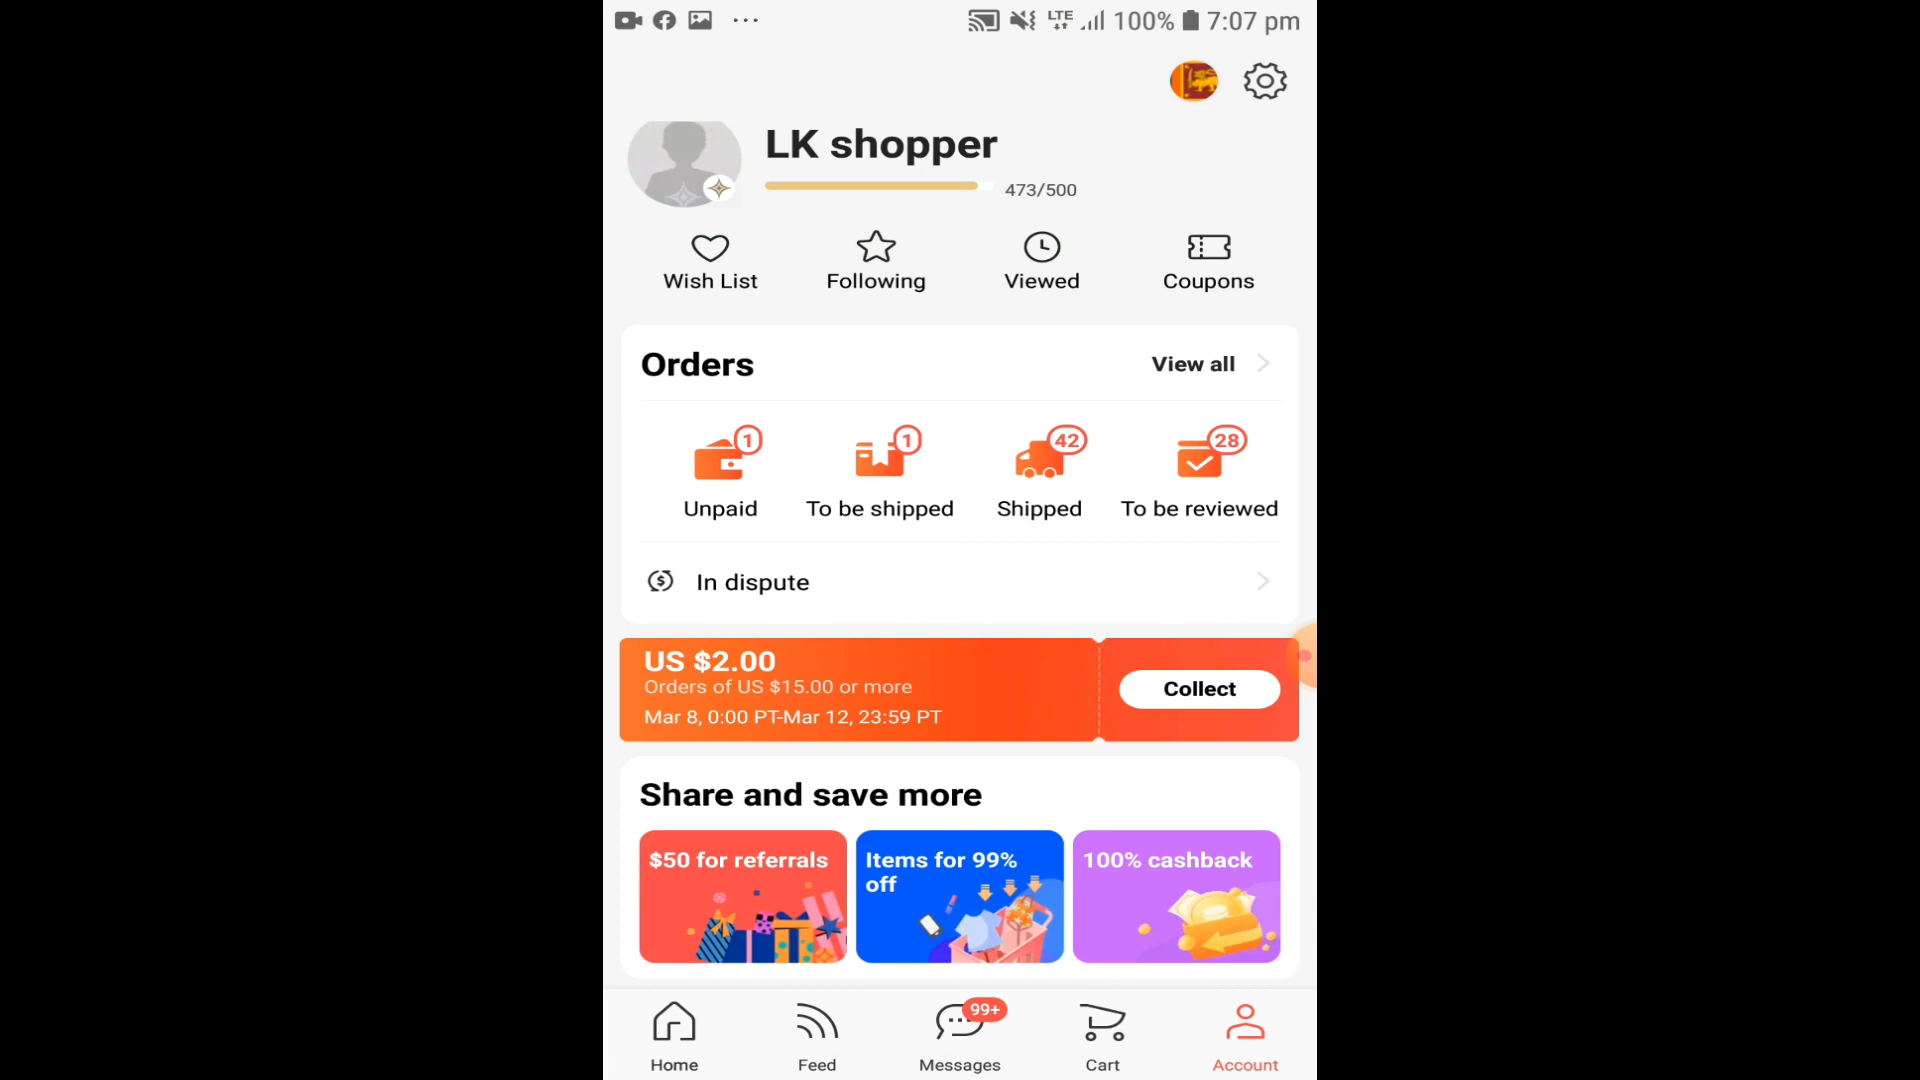 LTE 100% 7:07 pm
LK shopper
473/500
Wish List Following Viewed Coupons
Orders View all
1 1 42 28
Unpaid To be shipped Shipped To be reviewed
In dispute
US $2.00
Orders of US $15.00 or more
Mar 8, 0:00 PT-Mar 12, 23:59 PT
Collect
Share and save more
$50 for referrals
Items for 99%
off
100% cashback
99+
Home Feed Messages Cart Account